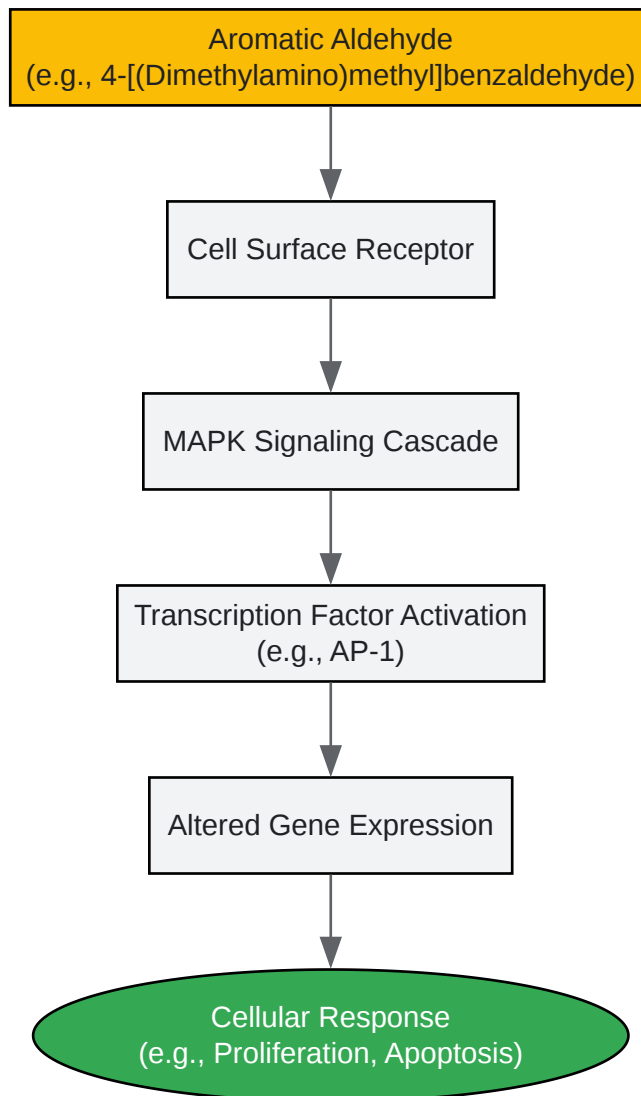 Aromatic Aldehyde
(e.g., 4-[(Dimethylamino)methyl]benzaldehyde)
Cell Surface Receptor
MAPK Signaling Cascade
Transcription Factor Activation
(e.g., AP-1)
Altered Gene Expression
Cellular Response
(e.g., Proliferation, Apoptosis)